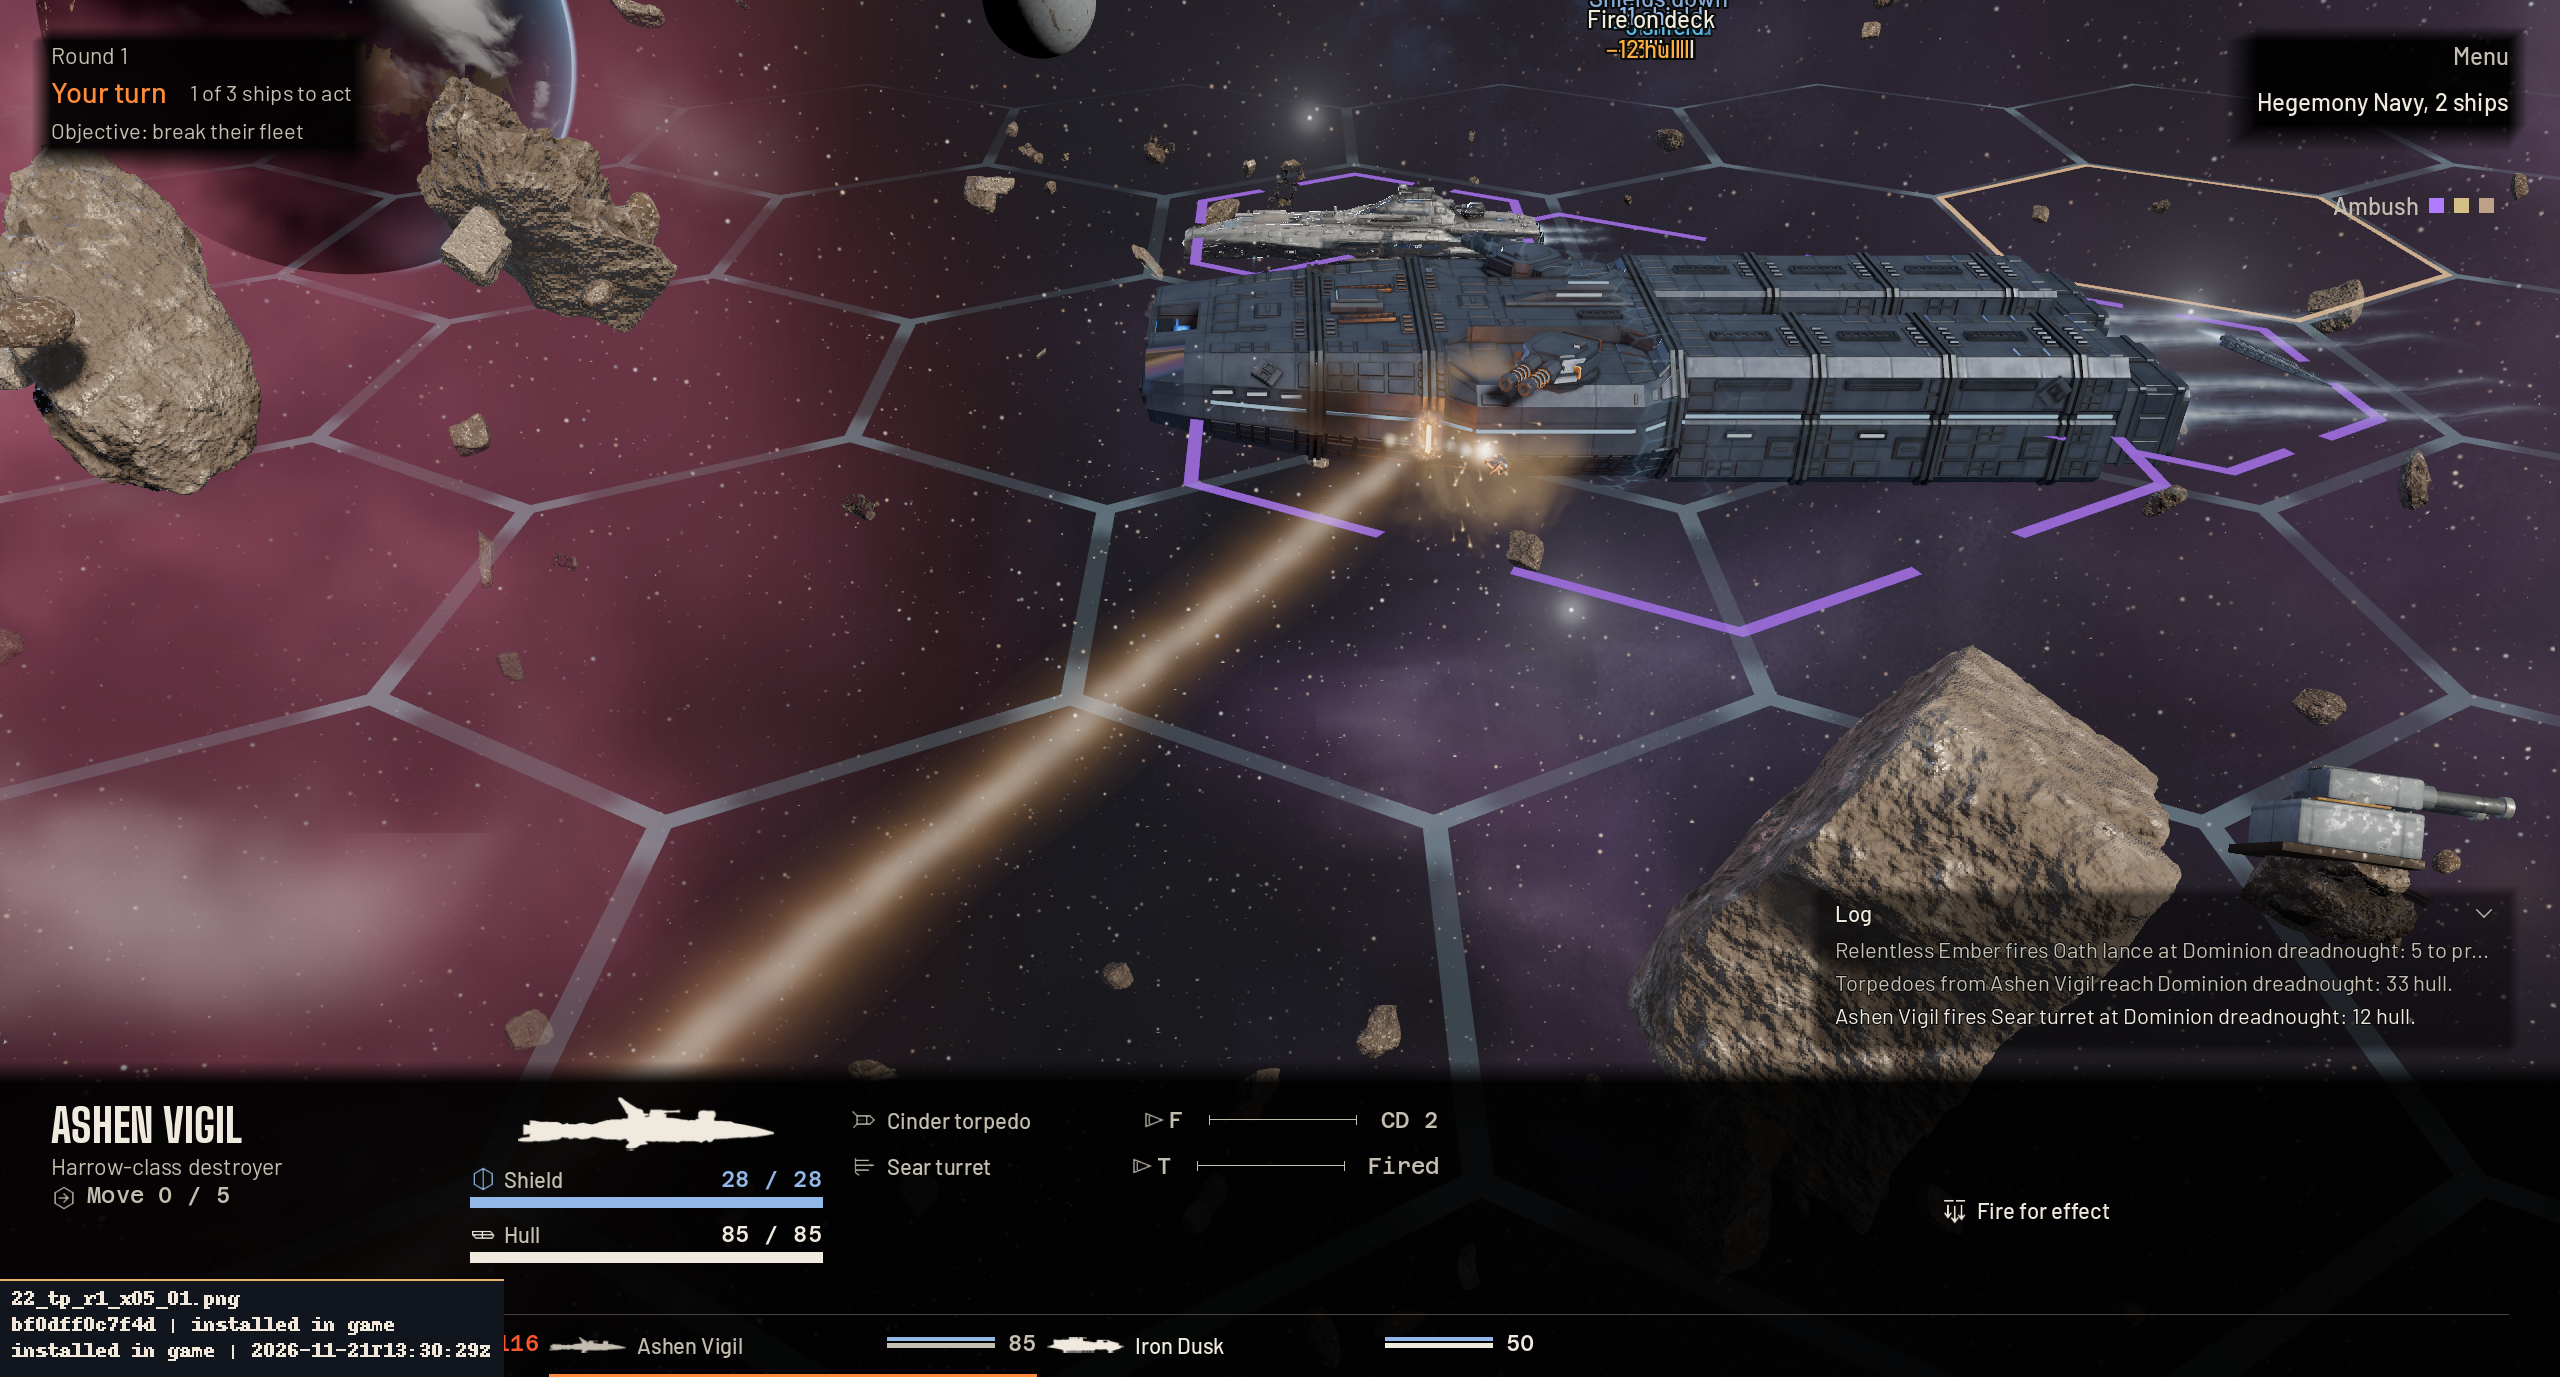 Round 1
Your turn 1 of 3 ships to act
Objective: break their fleet
Shields down
Fire on deck
Menu
Hegemony Navy, 2 ships
Ambush
Log
Relentless Ember fires Oath lance at Dominion dreadnought: 5 to pr...
Torpedoes from Ashen Vigil reach Dominion dreadnought: 33 hull.
Ashen Vigil fires Sear turret at Dominion dreadnought: 12 hull.
ASHEN VIGIL
Harrow-class destroyer
Move 0 / 5
Shield 28 / 28
Hull 85 / 85
Cinder torpedo F CD 2
Sear turret T Fired
Fire for effect
22_tp_r1_x05_01.png
bf0dff0c7f4d | installed in game
installed in game | 2026-11-21T13:30:29Z
116 Ashen Vigil 85 Iron Dusk 50